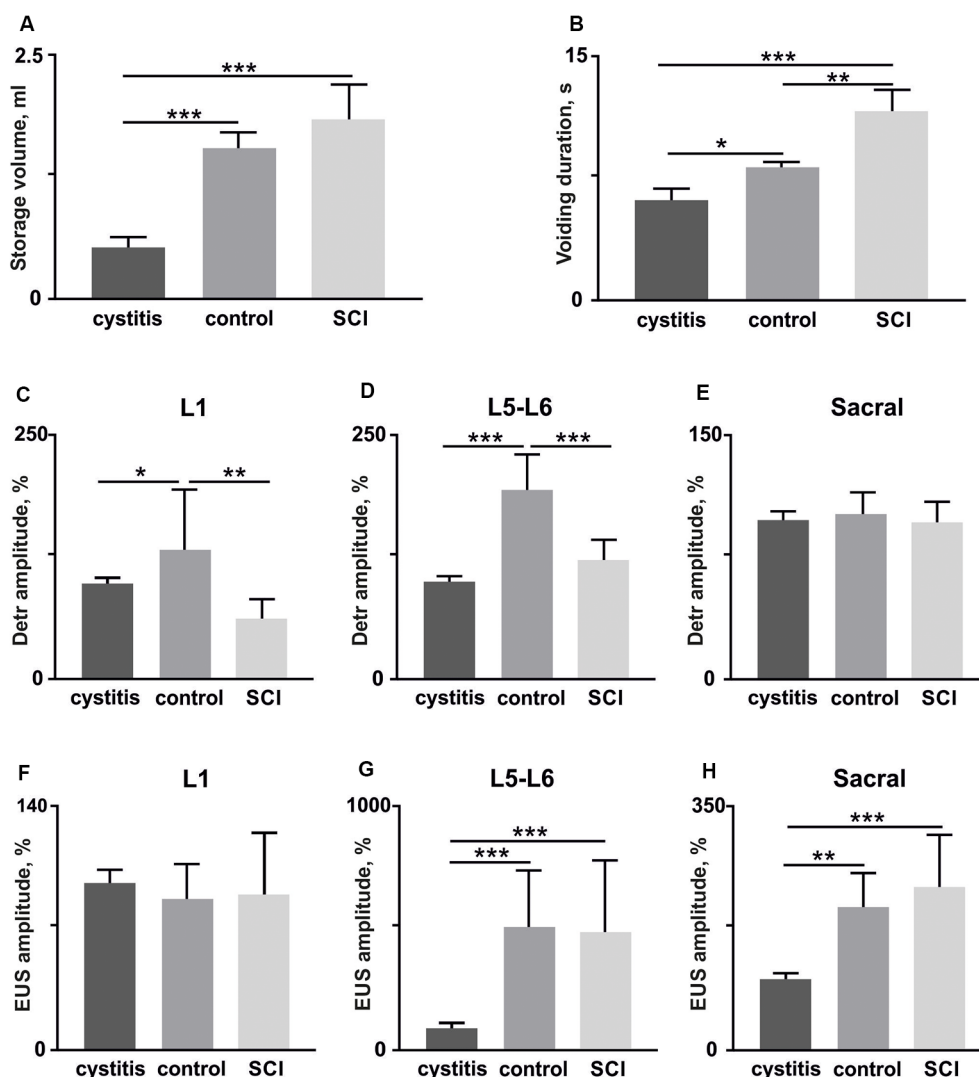 A
Storage volume, ml
2.5
0
***
***
cystitis control SCI
B
Voiding duration, s
15
0
***
**
*
cystitis control SCI
C
L1
Detr amplitude, %
250
0
* **
cystitis control SCI
D
L5-L6
Detr amplitude, %
250
0
*** ***
cystitis control SCI
E
Sacral
Detr amplitude, %
150
0
cystitis control SCI
F
L1
EUS amplitude, %
140
0
cystitis control SCI
G
L5-L6
EUS amplitude, %
1000
0
***
***
cystitis control SCI
H
Sacral
EUS amplitude, %
350
0
***
**
cystitis control SCI